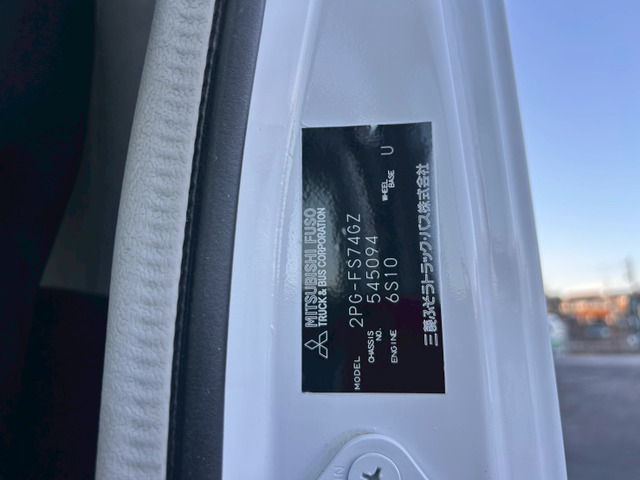 MITSUBISHI FUSO
TRUCK & BUS CORPORATION
MODEL 2PG-FS74GZ
CHASSIS NO. 545094
ENGINE 6S10 WHEEL BASE U
三菱ふそうトラック・バス株式会社
IN